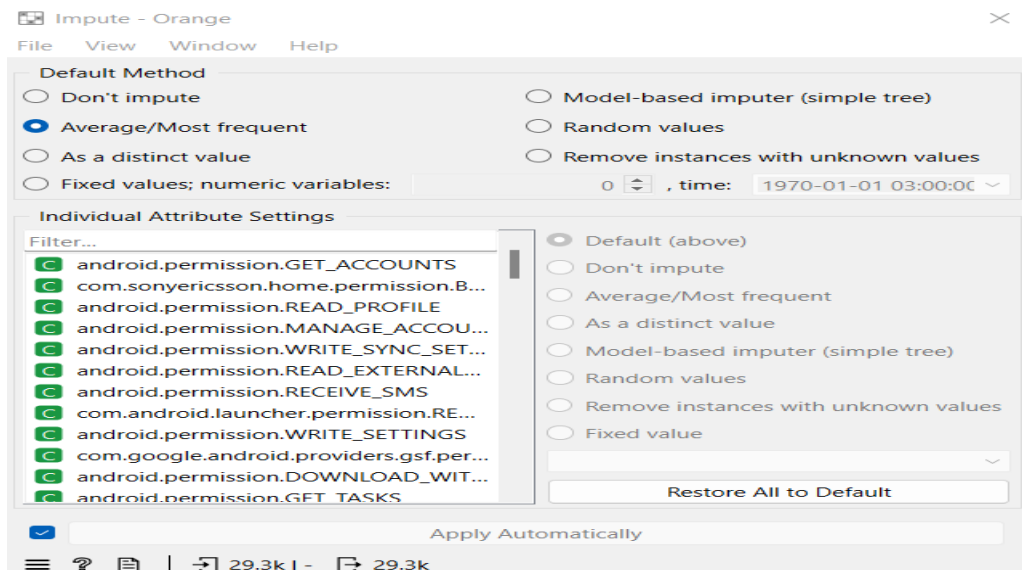 Impute - Orange
File View Window Help
Default Method
Don't impute
Model-based imputer (simple tree)
Average/Most frequent
Random values
As a distinct value
Remove instances with unknown values
Fixed values; numeric variables: 0 , time: 1970-01-01 03:00:00
Individual Attribute Settings
Filter...
C android.permission.GET_ACCOUNTS
C com.sonyericsson.home.permission.B...
C android.permission.READ_PROFILE
C android.permission.MANAGE_ACCOU...
C android.permission.WRITE_SYNC_SET...
C android.permission.READ_EXTERNAL...
C android.permission.RECEIVE_SMS
C com.android.launcher.permission.RE...
C android.permission.WRITE_SETTINGS
C com.google.android.providers.gsf.per...
C android.permission.DOWNLOAD_WIT...
C android.permission.GET_TASKS
Default (above)
Don't impute
Average/Most frequent
As a distinct value
Model-based imputer (simple tree)
Random values
Remove instances with unknown values
Fixed value
Restore All to Default
Apply Automatically
? 29.3k | - 29.3k